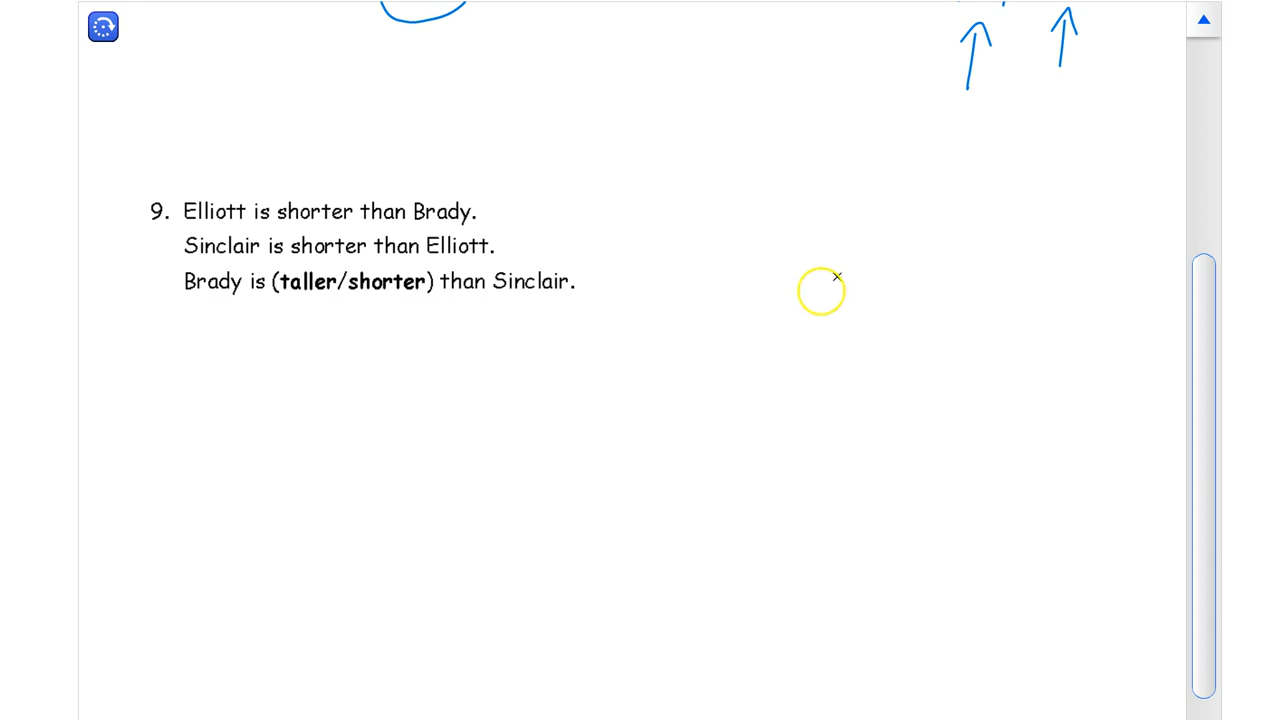 9. Elliott is shorter than Brady.
Sinclair is shorter than Elliott.
Brady is (taller/shorter) than Sinclair.